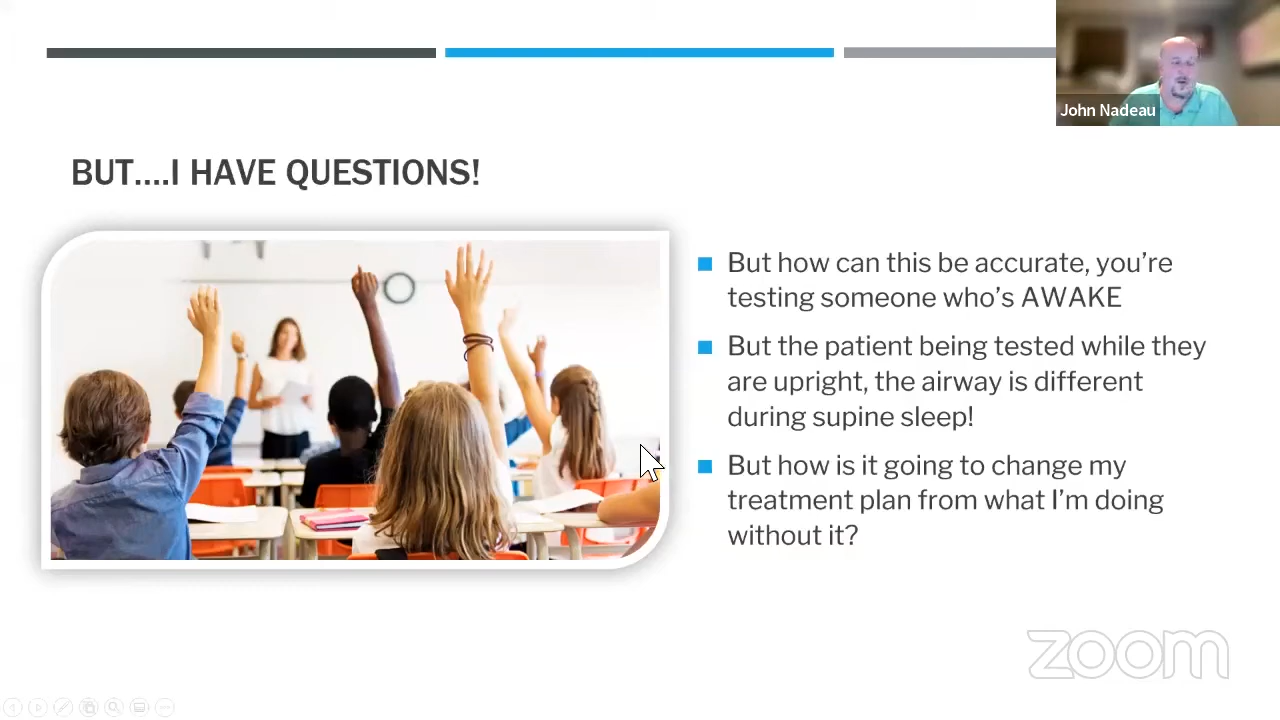 John Nadeau
BUT....I HAVE QUESTIONS!
But how can this be accurate, you're
testing someone who's AWAKE
But the patient being tested while they
are upright, the airway is different
during supine sleep!
But how is it going to change my
treatment plan from what I'm doing
without it?
zoom